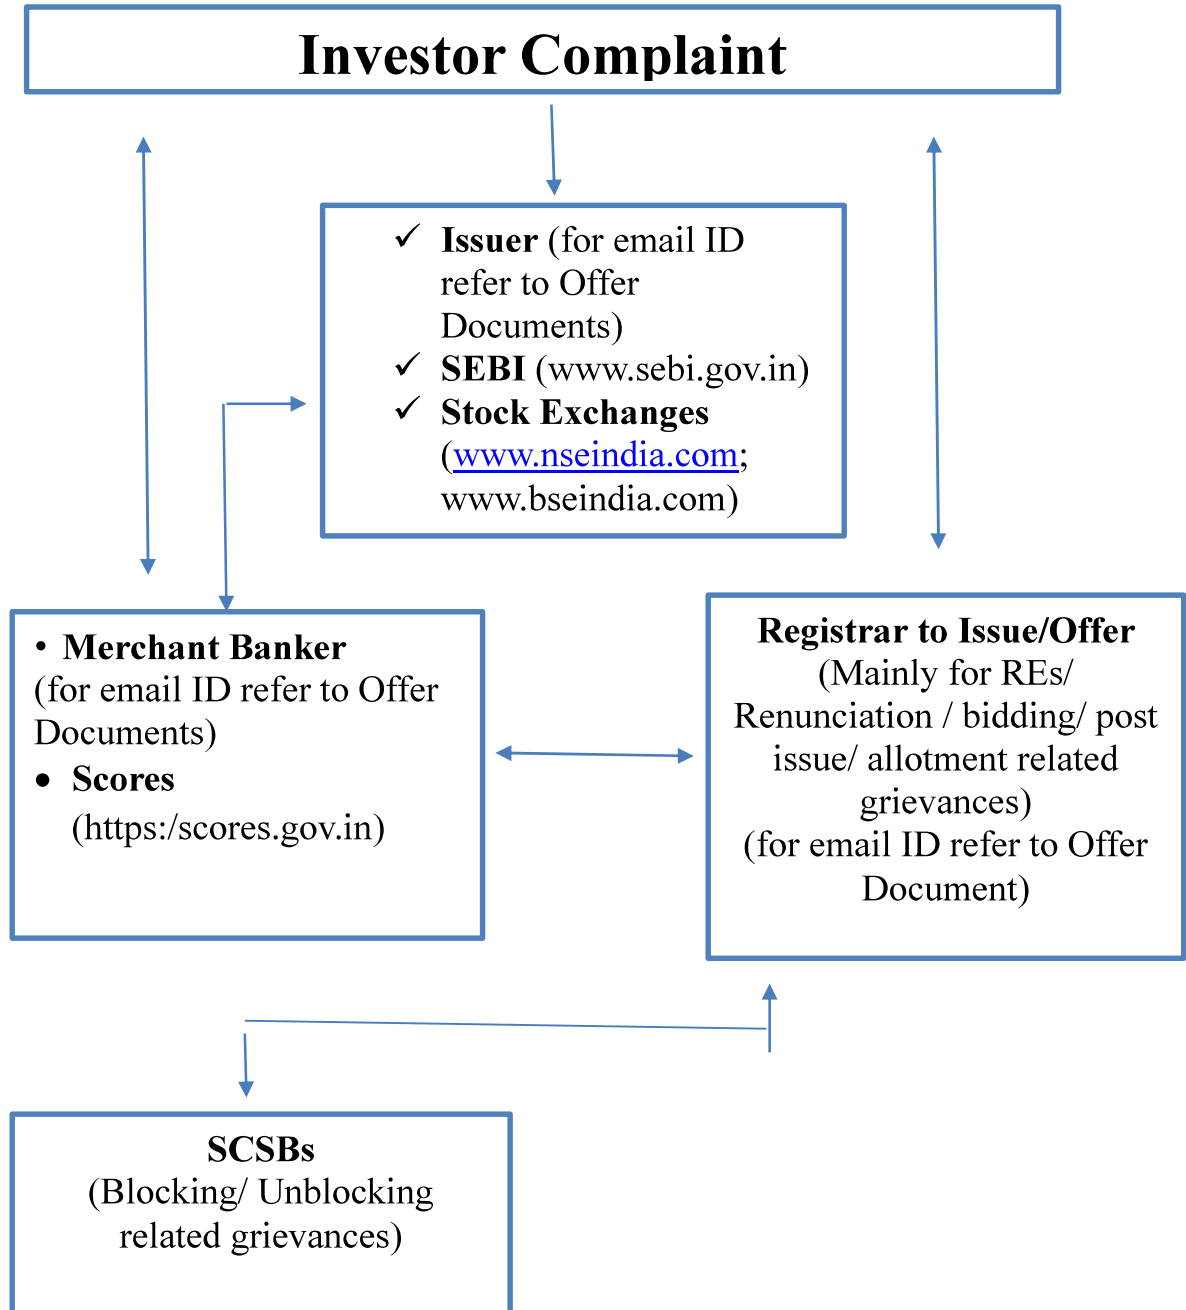 Investor Complaint
✓ Issuer (for email ID
refer to Offer
Documents)
✓ SEBI (www.sebi.gov.in)
✓ Stock Exchanges
(www.nseindia.com;
www.bseindia.com)
• Merchant Banker
(for email ID refer to Offer
Documents)
• Scores
(https:/scores.gov.in)
Registrar to Issue/Offer
(Mainly for REs/
Renunciation / bidding/ post
issue/ allotment related
grievances)
(for email ID refer to Offer
Document)
SCSBs
(Blocking/ Unblocking
related grievances)